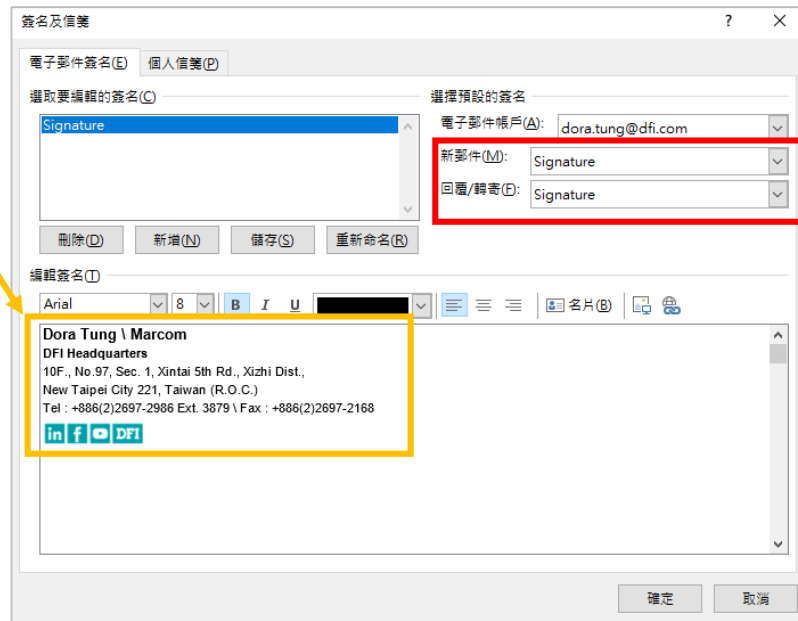 簽名及信箋
?
電子郵件簽名(E)
個人信箋(P)
選取要編輯的簽名(C)
選擇預設的簽名
Signature
電子郵件帳戶(A): dora.tung@dfi.com
新郵件(M): Signature
回覆/轉寄(F): Signature
刪除(D)
新增(N)
儲存(S)
重新命名(R)
編輯簽名(T)
Arial 8 B I U 名片(B)
Dora Tung \ Marcom
DFI Headquarters
10F., No.97, Sec. 1, Xintai 5th Rd., Xizhi Dist.,
New Taipei City 221, Taiwan (R.O.C.)
Tel : +886(2)2697-2986 Ext. 3879 \ Fax : +886(2)2697-2168
in f DFI
確定
取消